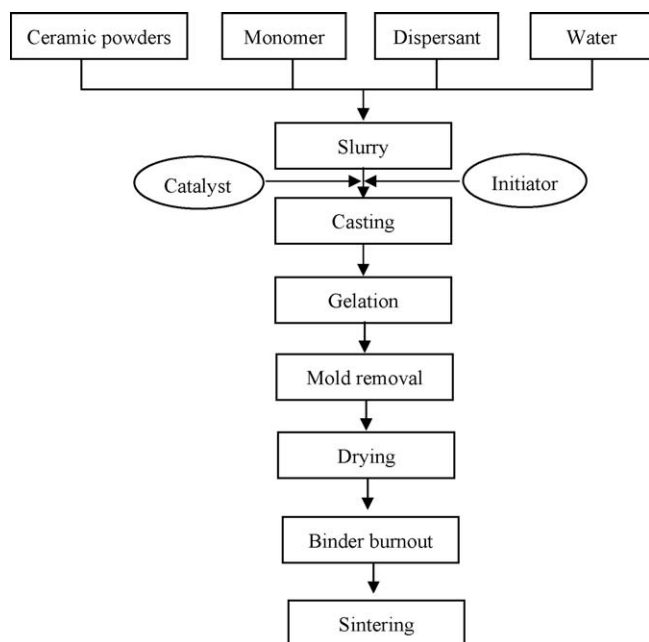 Ceramic powders
Monomer
Dispersant
Water
Slurry
Catalyst
Initiator
Casting
Gelation
Mold removal
Drying
Binder burnout
Sintering